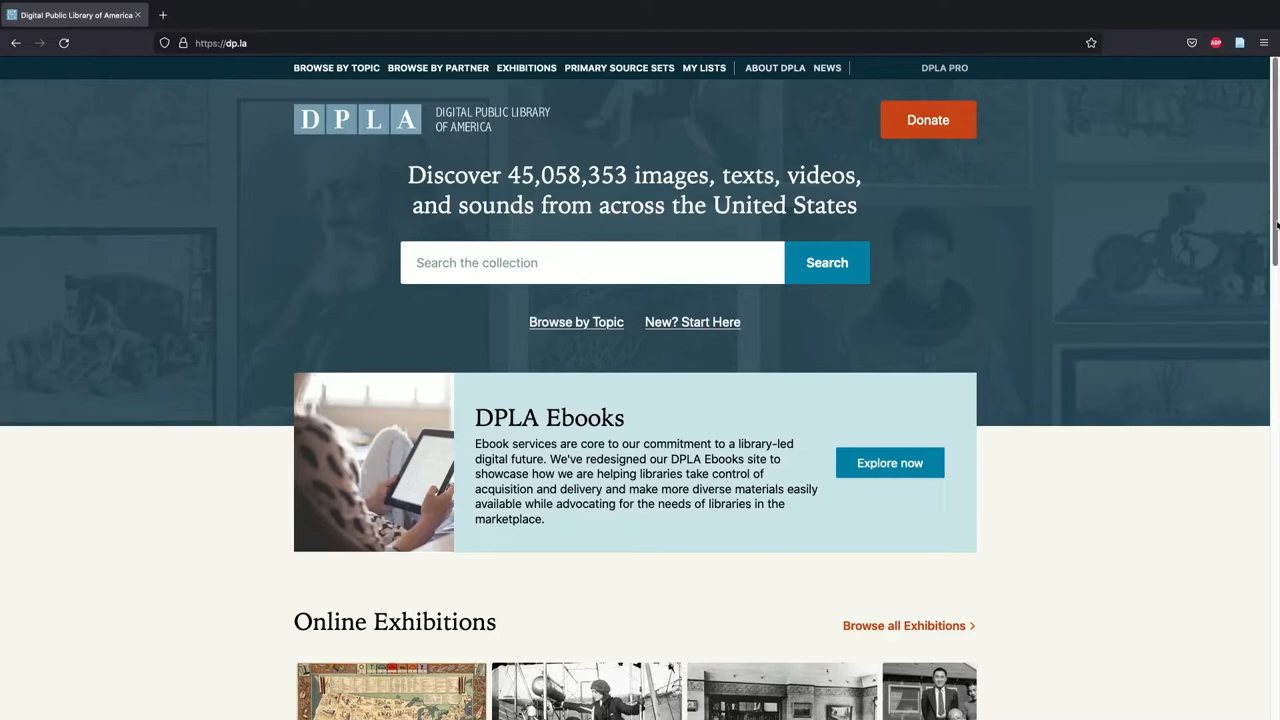 Digital Public Library of America
https://dp.la
BROWSE BY TOPIC BROWSE BY PARTNER EXHIBITIONS PRIMARY SOURCE SETS MY LISTS ABOUT DPLA NEWS DPLA PRO
DPLA
DIGITAL PUBLIC LIBRARY
OF AMERICA
Donate
Discover 45,058,353 images, texts, videos,
and sounds from across the United States
Search the collection
Search
Browse by Topic New? Start Here
DPLA Ebooks
Ebook services are core to our commitment to a library-led
digital future. We've redesigned our DPLA Ebooks site to
showcase how we are helping libraries take control of
acquisition and delivery and make more diverse materials easily
available while advocating for the needs of libraries in the
marketplace.
Explore now
Online Exhibitions
Browse all Exhibitions